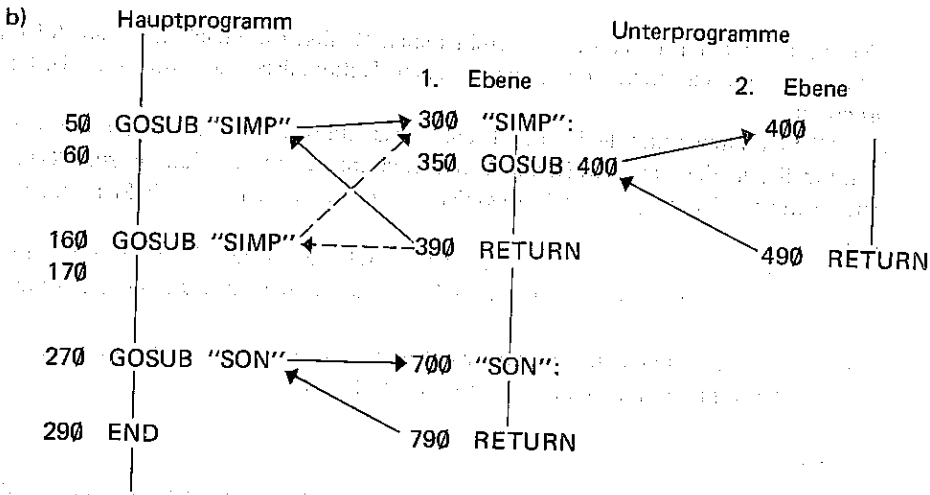 b) Hauptprogramm Unterprogramme
1. Ebene 2. Ebene
50 GOSUB "SIMP" 300 "SIMP": 400
60 350 GOSUB 400
160 GOSUB "SIMP" 390 RETURN 490 RETURN
170
270 GOSUB "SON" 700 "SON":
290 END 790 RETURN